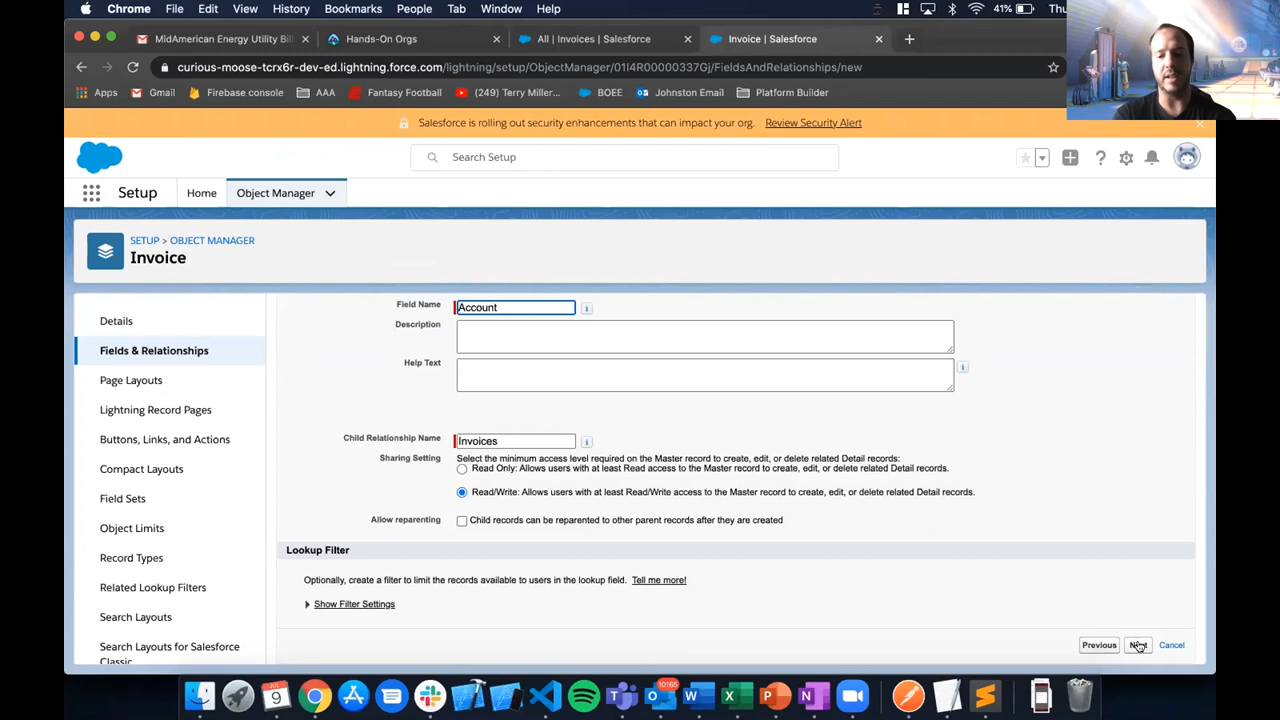 Chrome File Edit View History Bookmarks People Tab Window Help 41% Thu
MidAmerican Energy Utility Bil
Hands-On Orgs
All | Invoices | Salesforce
Invoice | Salesforce
curious-moose-tcrx6r-dev-ed.lightning.force.com/lightning/setup/ObjectManager/01I4R00000337Gj/FieldsAndRelationships/new
Apps Gmail Firebase console AAA Fantasy Football (249) Terry Miller... BOEE Johnston Email Platform Builder
Salesforce is rolling out security enhancements that can impact your org. Review Security Alert
Search Setup
Setup Home Object Manager
SETUP > OBJECT MANAGER
Invoice
Details
Fields & Relationships
Page Layouts
Lightning Record Pages
Buttons, Links, and Actions
Compact Layouts
Field Sets
Object Limits
Record Types
Related Lookup Filters
Search Layouts
Search Layouts for Salesforce
Classic
Field Name Account
Description
Help Text
Child Relationship Name Invoices
Sharing Setting Select the minimum access level required on the Master record to create, edit, or delete related Detail records:
Read Only: Allows users with at least Read access to the Master record to create, edit, or delete related Detail records.
Read/Write: Allows users with at least Read/Write access to the Master record to create, edit, or delete related Detail records.
Allow reparenting Child records can be reparented to other parent records after they are created
Lookup Filter
Optionally, create a filter to limit the records available to users in the lookup field. Tell me more!
Show Filter Settings
Previous Next Cancel
JUL
9
10165